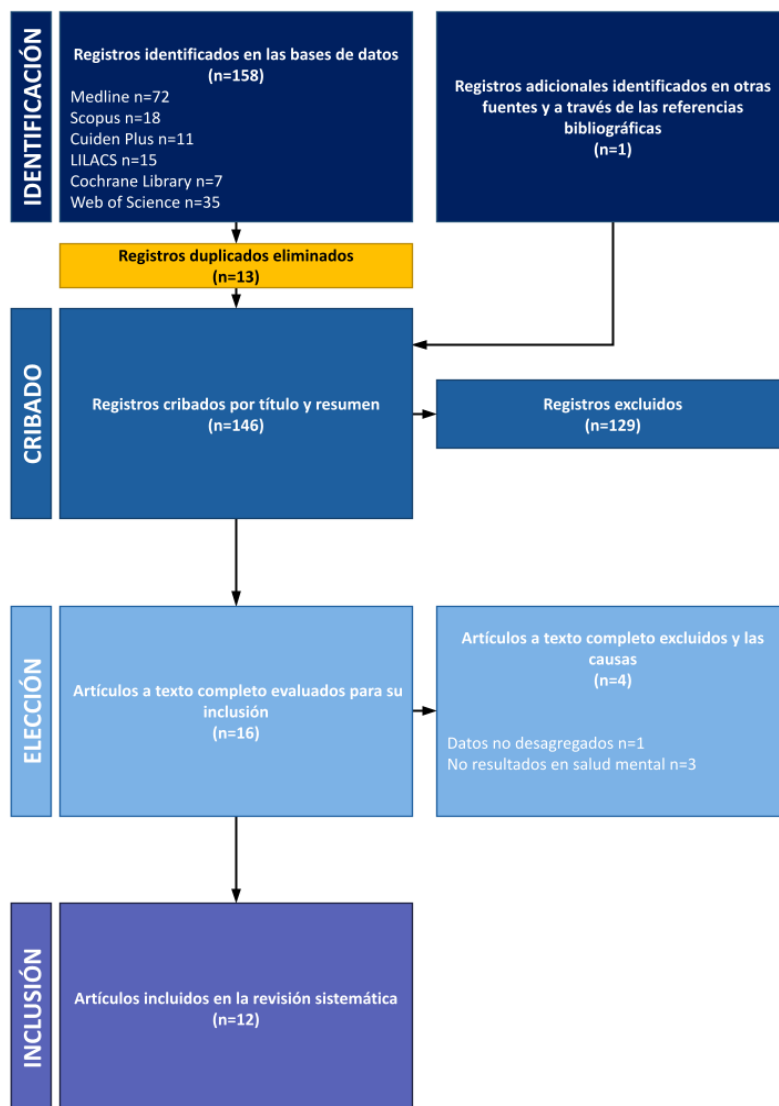 IDENTIFICACIÓN
Registros identificados en las bases de datos
(n=158)
Medline n=72
Scopus n=18
Cuiden Plus n=11
LILACS n=15
Cochrane Library n=7
Web of Science n=35
Registros adicionales identificados en otras
fuentes y a través de las referencias
bibliográficas
(n=1)
Registros duplicados eliminados
(n=13)
CRIBADO
Registros cribados por título y resumen
(n=146)
Registros excluidos
(n=129)
ELECCIÓN
Artículos a texto completo evaluados para su
inclusión
(n=16)
Artículos a texto completo excluidos y las
causas
(n=4)
Datos no desagregados n=1
No resultados en salud mental n=3
INCLUSIÓN
Artículos incluidos en la revisión sistemática
(n=12)